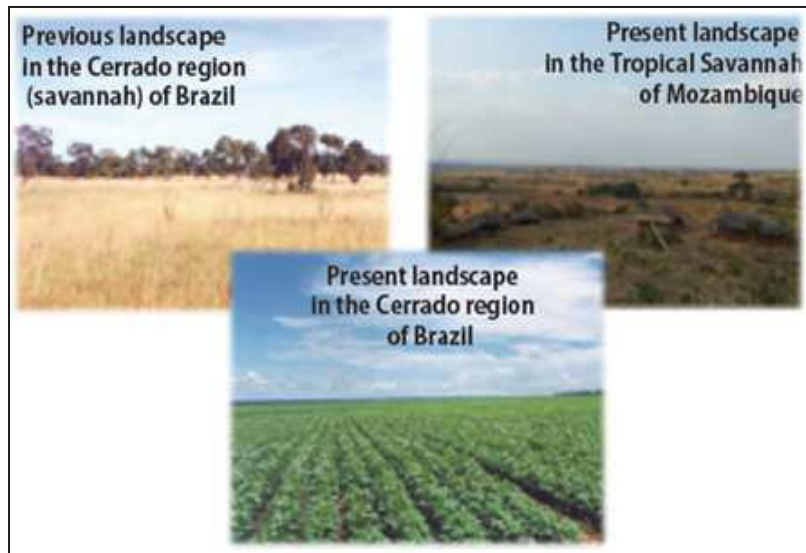 Previous landscape
in the Cerrado region
(savannah) of Brazil
Present landscape
in the Tropical Savannah
of Mozambique
Present landscape
in the Cerrado region
of Brazil